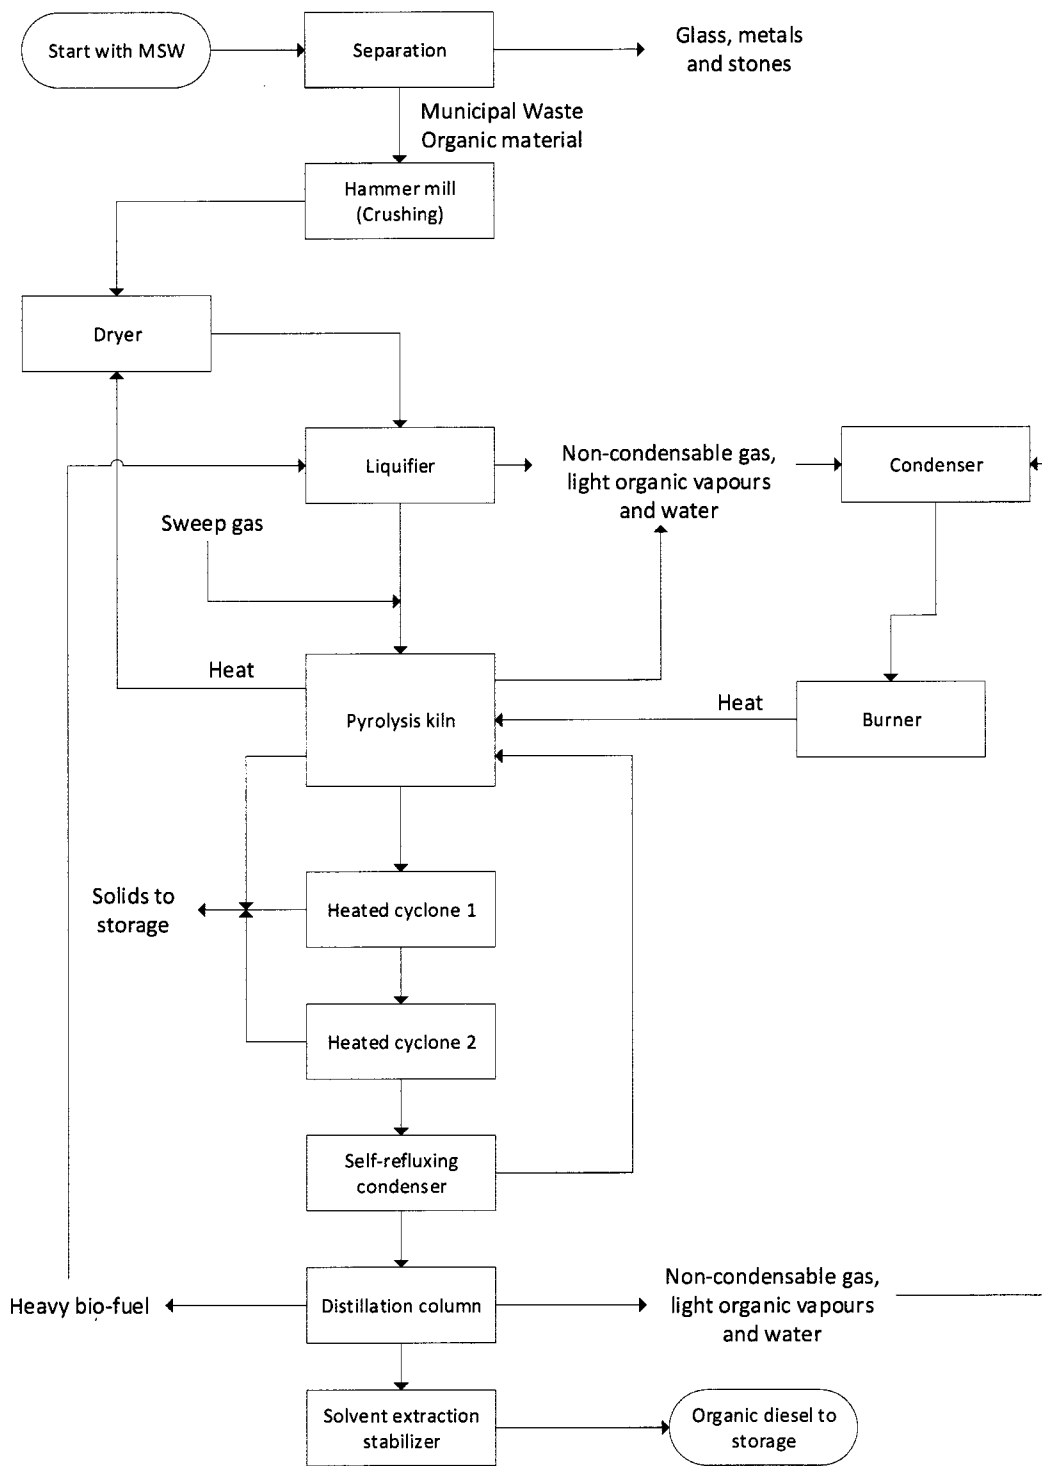 Start with MSW
Separation
Glass, metals
and stones
Municipal Waste
Organic material
Hammer mill
(Crushing)
Dryer
Liquifier
Non-condensable gas,
light organic vapours
and water
Condenser
Sweep gas
Heat
Pyrolysis kiln
Heat
Burner
Solids to
storage
Heated cyclone 1
Heated cyclone 2
Self-refluxing
condenser
Heavy bio-fuel
Distillation column
Non-condensable gas,
light organic vapours
and water
Solvent extraction
stabilizer
Organic diesel to
storage